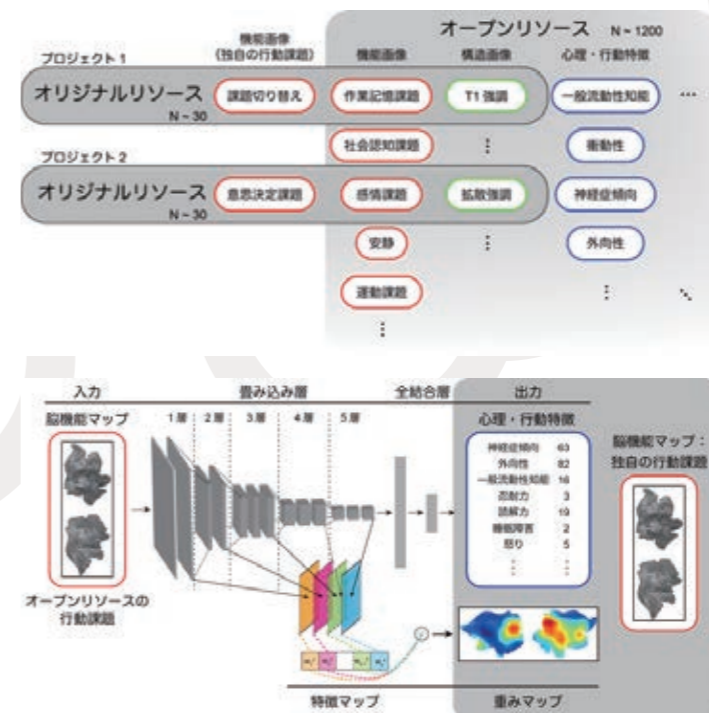 オープンリソース N ~ 1200
機能画像
(独自の行動課題)
機能画像
構造画像
心理・行動特徴
プロジェクト 1
オリジナルリソース
N ~ 30
課題切り替え
作業記憶課題
T1 強調
一般流動性知能
…
社会認知課題
衝動性
プロジェクト 2
オリジナルリソース
N ~ 30
意思決定課題
感情課題
拡散強調
神経症傾向
安静
外向性
運動課題
入力
畳み込み層
全結合層
出力
脳機能マップ
1 層
2 層
3 層
4 層
5 層
心理・行動特徴
神経症傾向 63
外向性 82
一般流動性知能 16
忍耐力 3
読解力 19
睡眠障害 2
怒り 5
脳機能マップ:
独自の行動課題
オープンリソースの
行動課題
特徴マップ
重みマップ